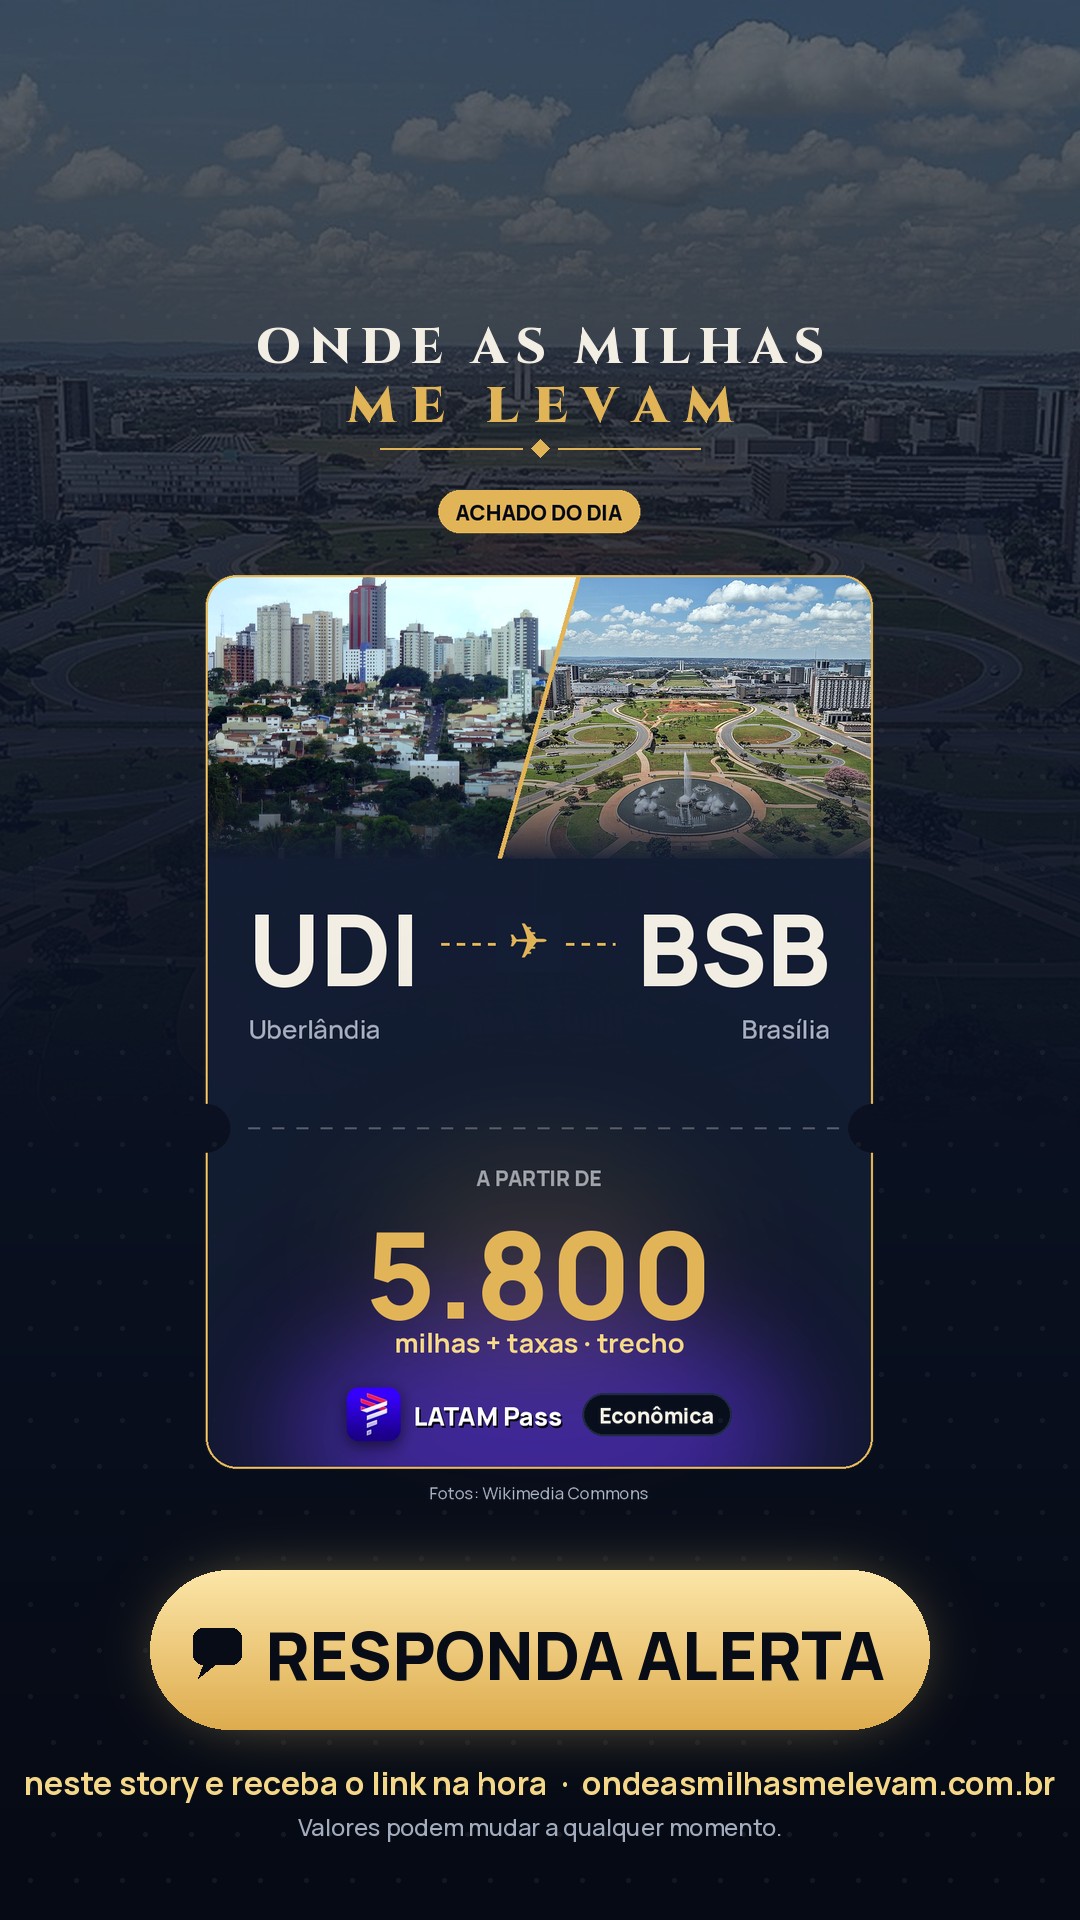 ONDE AS MILHAS
ME LEVAM
ACHADO DO DIA
UDI BSB
Uberlândia Brasília
A PARTIR DE
5.800
milhas + taxas · trecho
LATAM Pass Econômica
Fotos: Wikimedia Commons
RESPONDA ALERTA
neste story e receba o link na hora · ondeasmilhasmelevam.com.br
Valores podem mudar a qualquer momento.